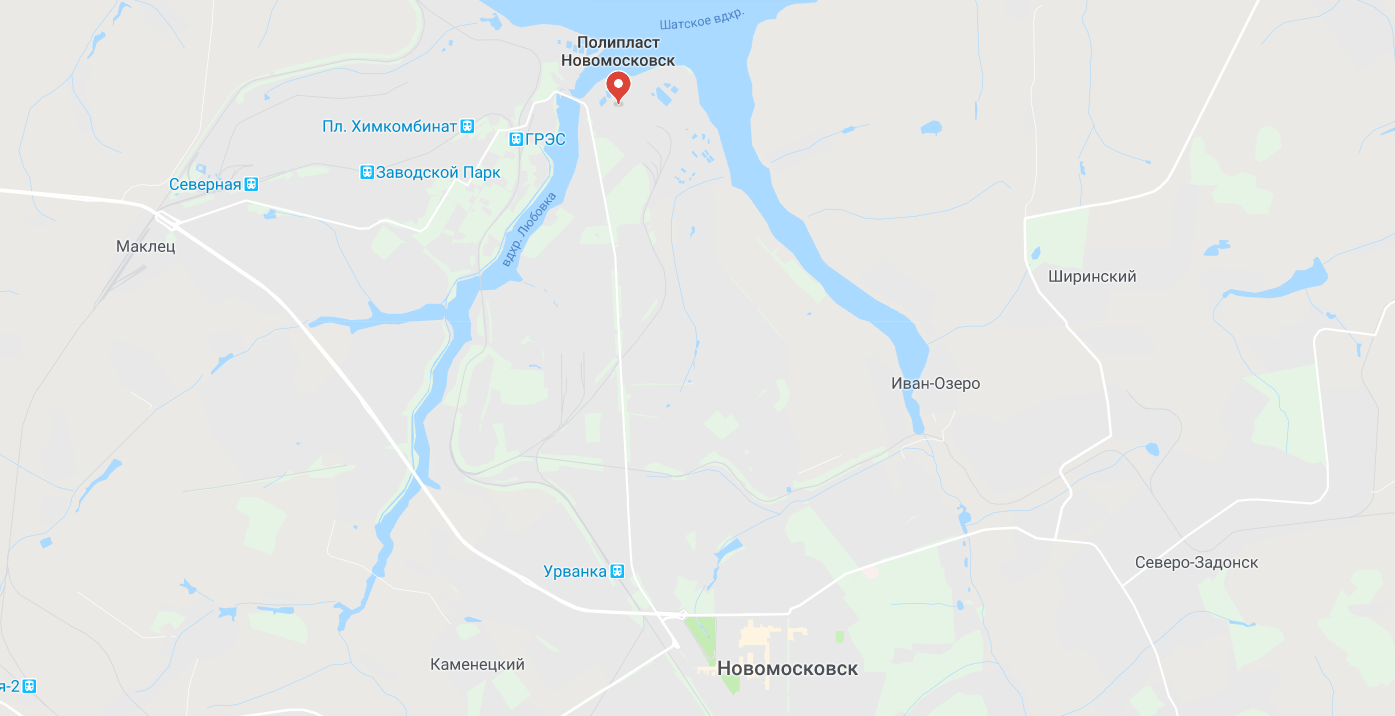 Шатское вдхр.
Полипласт
Новомосковск
Пл. Химкомбинат
ГРЭС
Заводской Парк
Северная
вдхр. Любовка
Маклец
Ширинский
Иван-Озеро
Северо-Задонск
Урванка
Каменецкий
Новомосковск
я-2